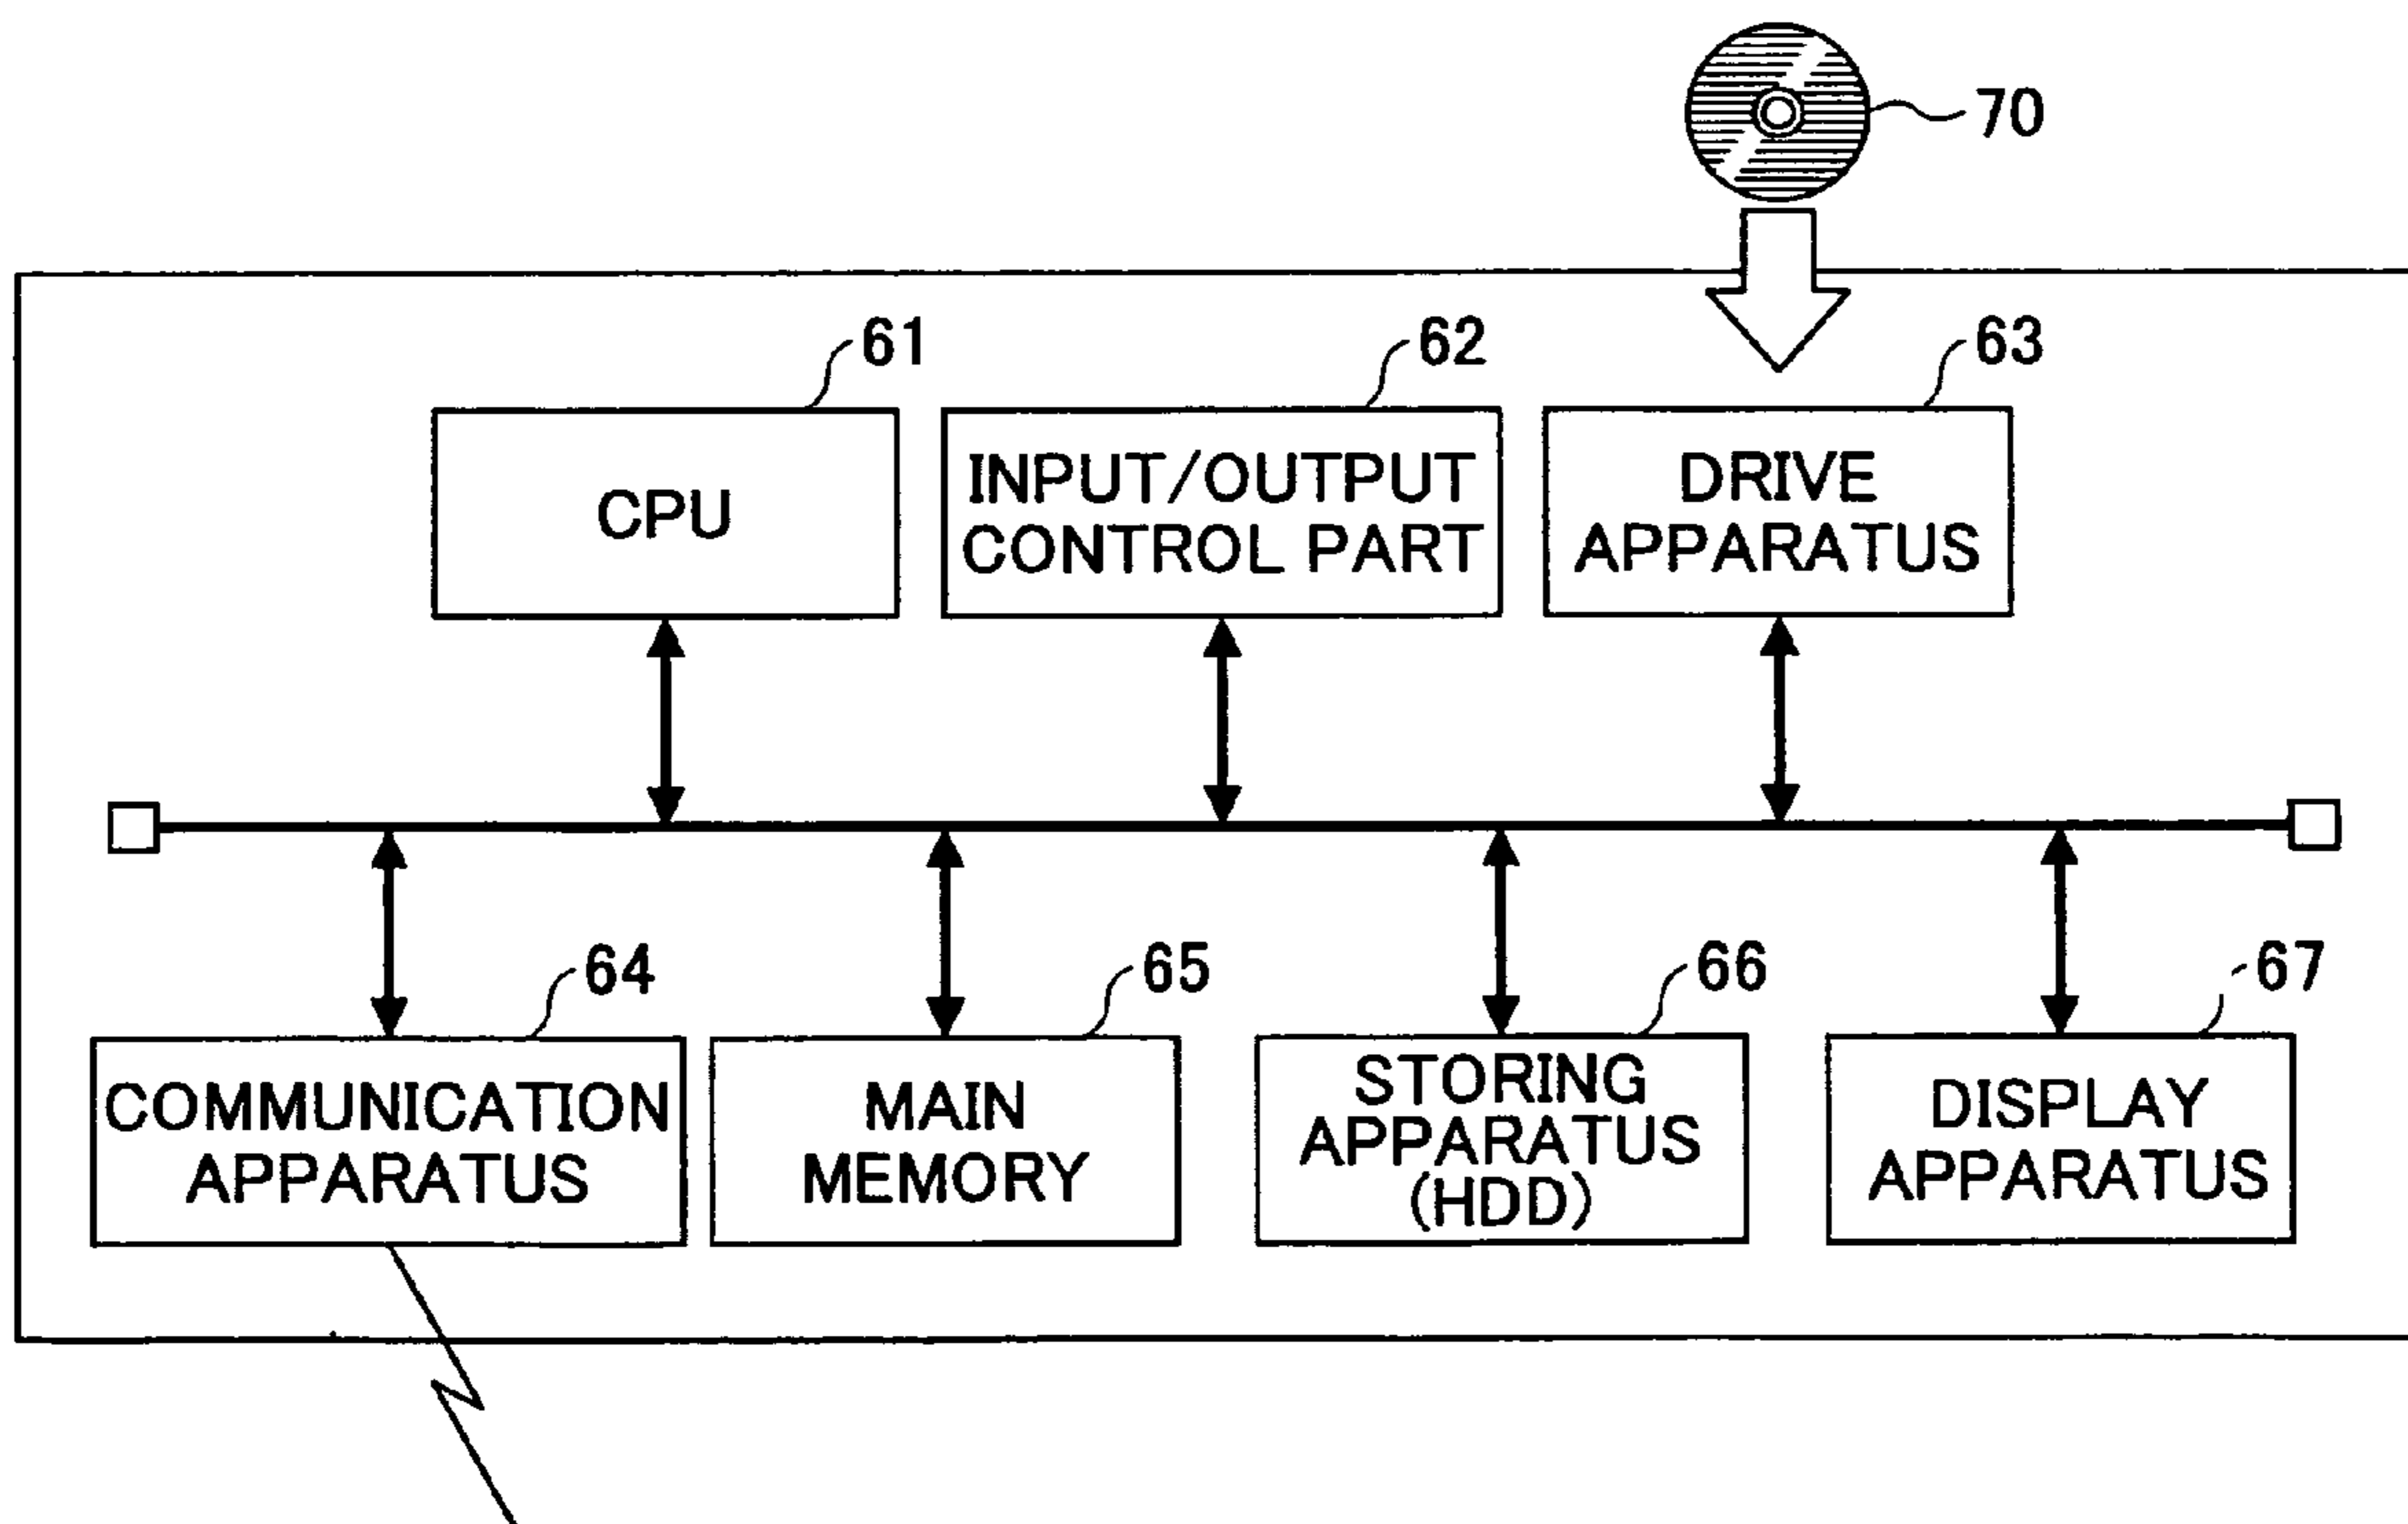 70
61
62
63
CPU
INPUT/OUTPUT
CONTROL PART
DRIVE
APPARATUS
64
65
66
67
COMMUNICATION
APPARATUS
MAIN
MEMORY
STORING
APPARATUS
(HDD)
DISPLAY
APPARATUS